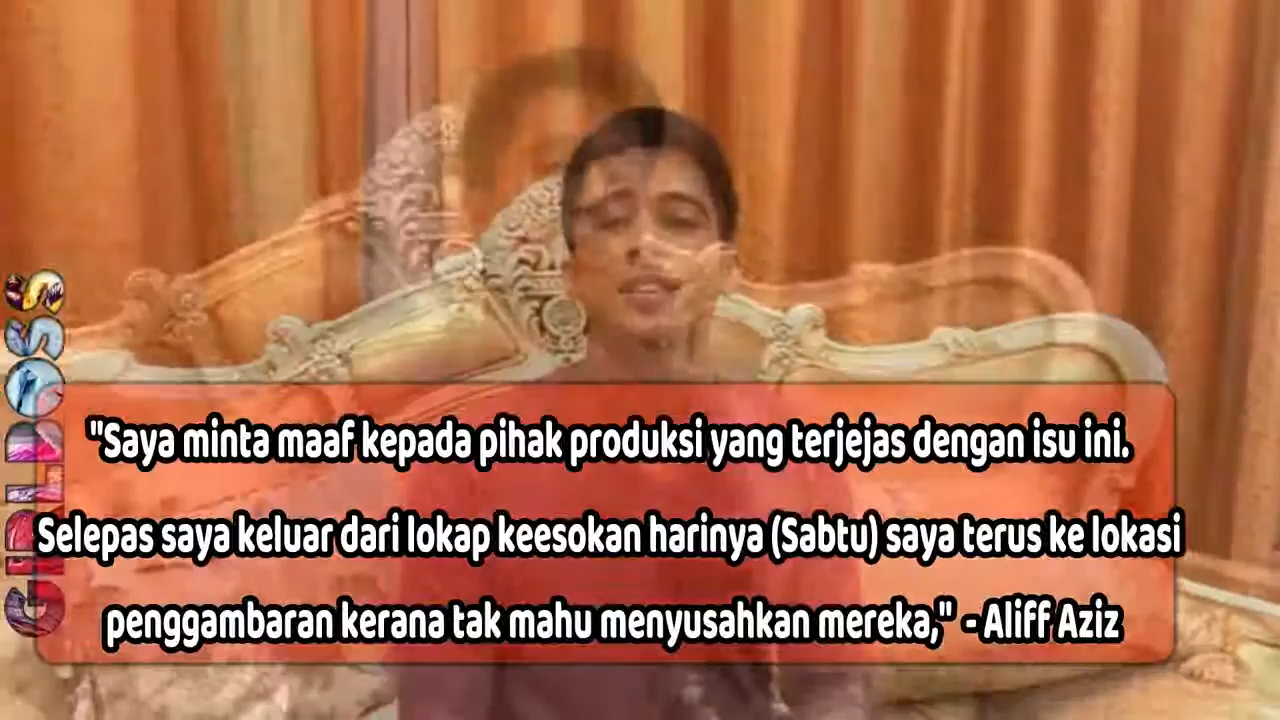 "Saya minta maaf kepada pihak produksi yang terjejas dengan isu ini.
Selepas saya keluar dari lokap keesokan harinya (Sabtu) saya terus ke lokasi
penggambaran kerana tak mahu menyusahkan mereka," - Aliff Aziz
GIRLBOSS